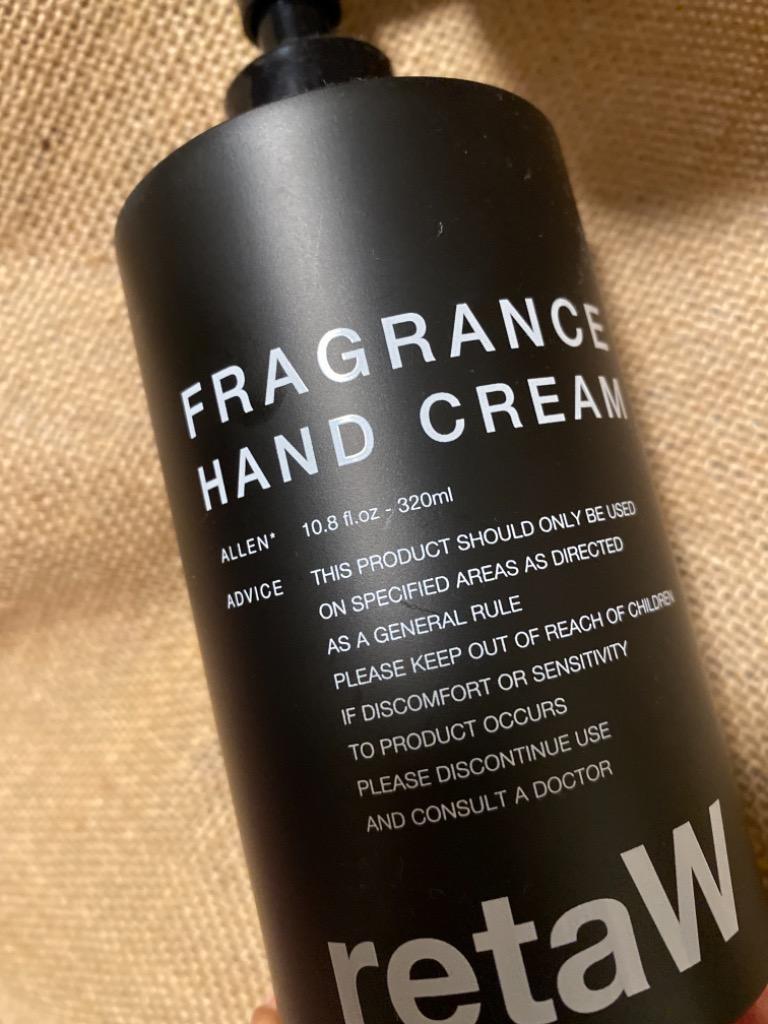 FRAGRANCE
HAND CREAM
ALLEN* 10.8 fl.oz - 320ml
ADVICE THIS PRODUCT SHOULD ONLY BE USED
ON SPECIFIED AREAS AS DIRECTED
AS A GENERAL RULE
PLEASE KEEP OUT OF REACH OF CHILDREN
IF DISCOMFORT OR SENSITIVITY
TO PRODUCT OCCURS
PLEASE DISCONTINUE USE
AND CONSULT A DOCTOR
retaW